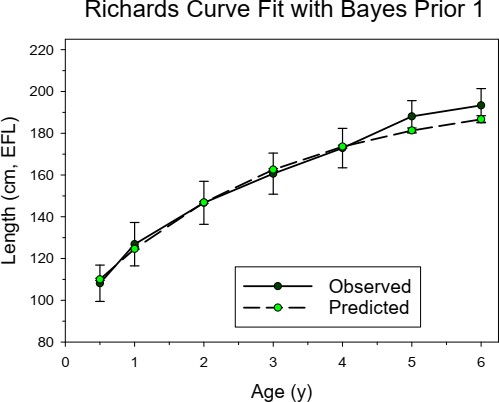 Richards Curve Fit with Bayes Prior 1
220
200
180
160
140
120
100
80
Length (cm, EFL)
Observed
Predicted
0 1 2 3 4 5 6
Age (y)